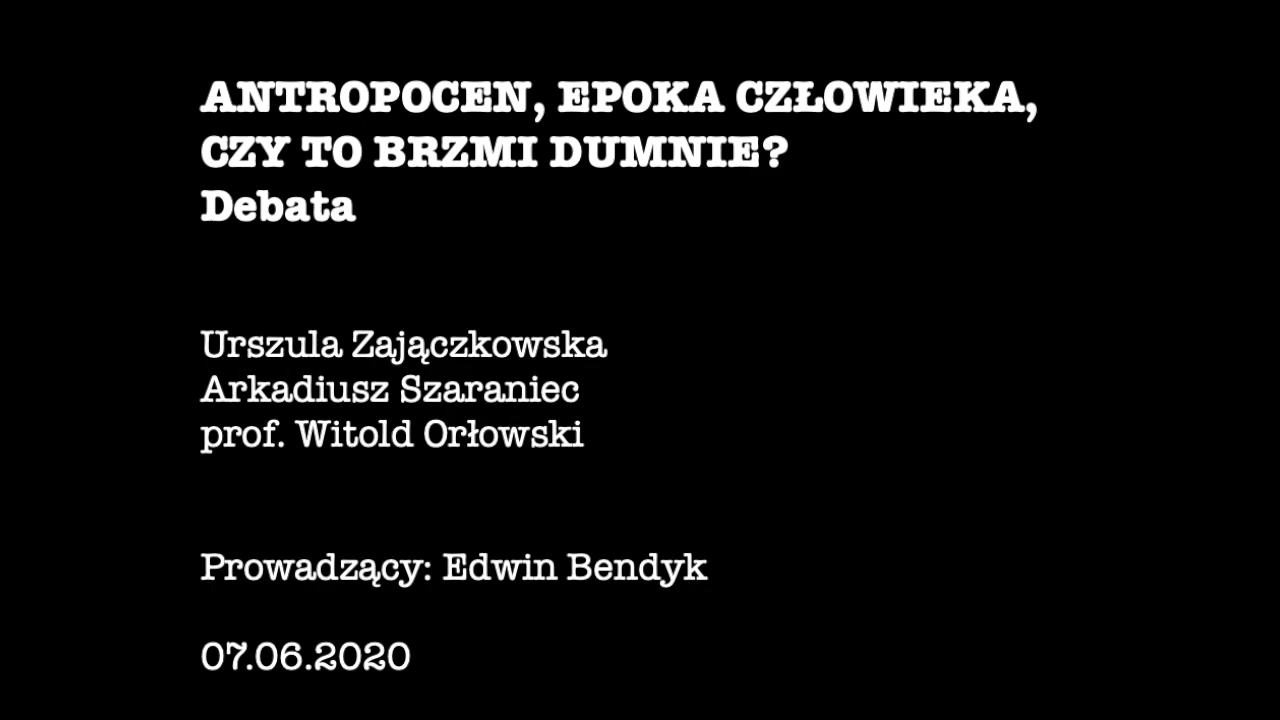 ANTROPOCEN, EPOKA CZŁOWIEKA,
CZY TO BRZMI DUMNIE?
Debata
Urszula Zajączkowska
Arkadiusz Szaraniec
prof. Witold Orłowski
Prowadzący: Edwin Bendyk
07.06.2020